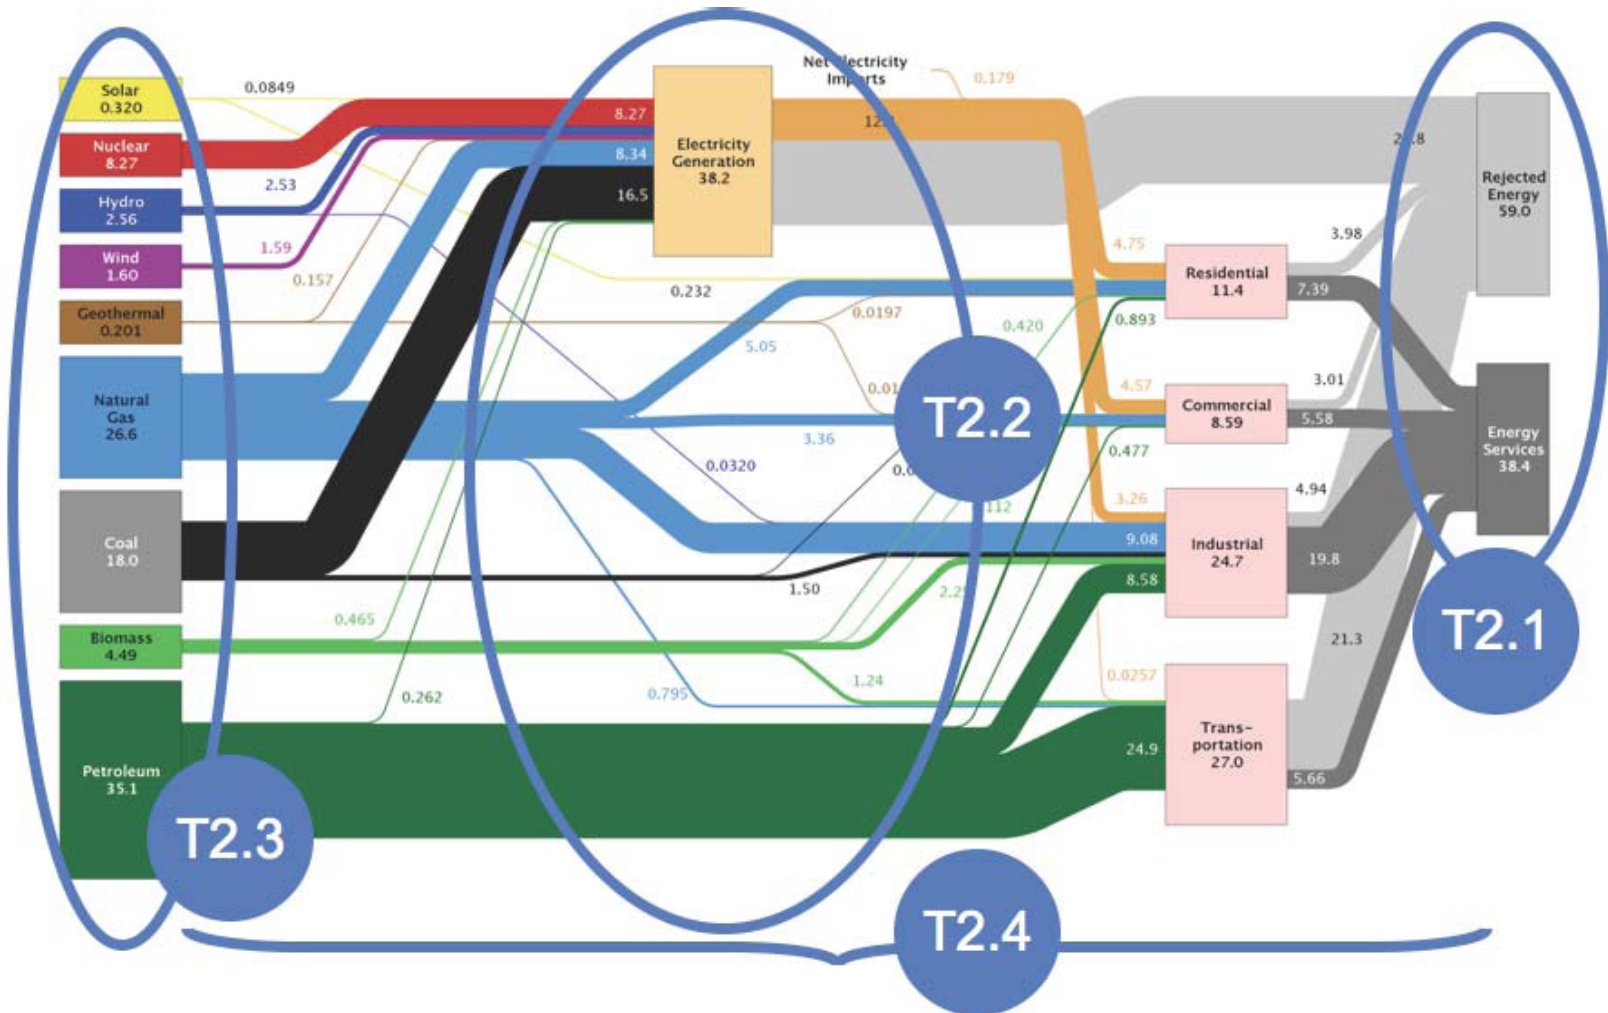 Solar
0.320
0.0849
Nuclear
8.27
Hydro
2.56
2.53
Wind
1.60
1.59
Geothermal
0.201
0.157
Natural
Gas
26.6
Coal
18.0
Biomass
4.49
0.465
Petroleum
35.1
0.262
8.27
8.34
16.5
Electricity
Generation
38.2
Net Electricity
Imports
0.179
0.232
0.0197
5.05
3.36
0.0320
1.50
0.795
1.24
0.420
0.893
0.477
4.75
4.57
3.26
9.08
8.58
0.0257
24.9
Residential
11.4
Commercial
8.59
Industrial
24.7
Trans-
portation
27.0
3.98
7.39
3.01
5.58
4.94
19.8
21.3
5.66
Rejected
Energy
59.0
Energy
Services
38.4
T2.1
T2.2
T2.3
T2.4